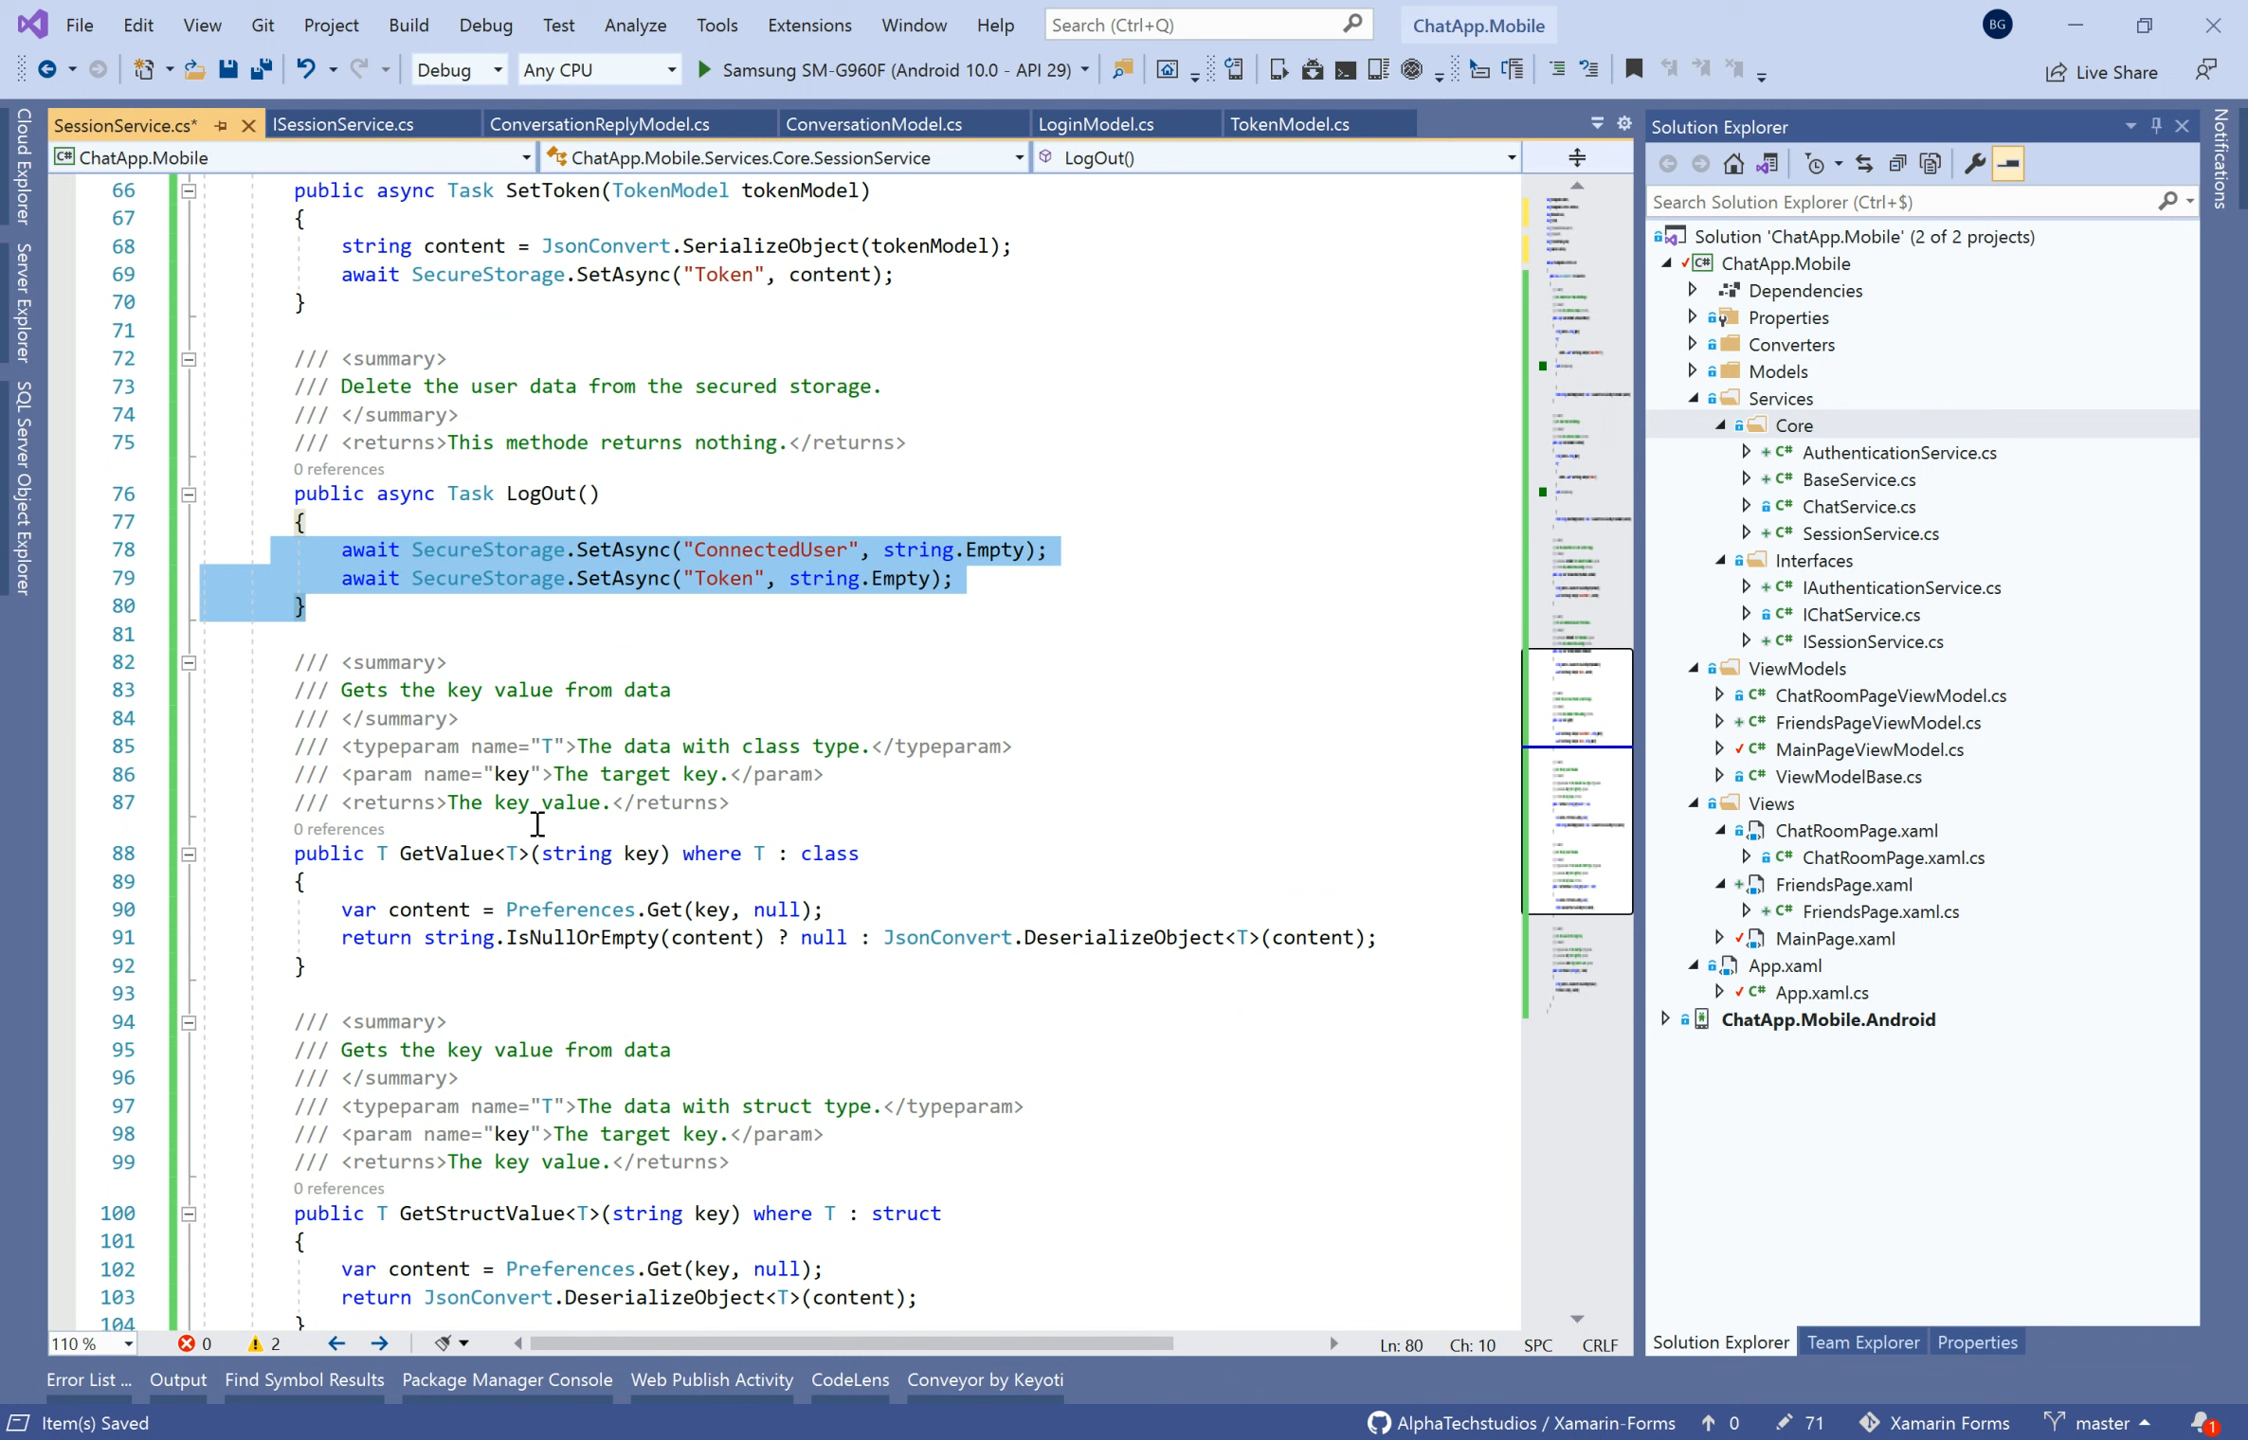 File Edit View Git Project Build Debug Test Analyze Tools Extensions Window Help Search (Ctrl+Q) ChatApp.Mobile BG
Debug Any CPU Samsung SM-G960F (Android 10.0 - API 29) Live Share
SessionService.cs* ISessionService.cs ConversationReplyModel.cs ConversationModel.cs LoginModel.cs TokenModel.cs
C# ChatApp.Mobile ChatApp.Mobile.Services.Core.SessionService LogOut()
66 public async Task SetToken(TokenModel tokenModel)
67 {
68 string content = JsonConvert.SerializeObject(tokenModel);
69 await SecureStorage.SetAsync("Token", content);
70 }
71
72 /// <summary>
73 /// Delete the user data from the secured storage.
74 /// </summary>
75 /// <returns>This methode returns nothing.</returns>
0 references
76 public async Task LogOut()
77 {
78 await SecureStorage.SetAsync("ConnectedUser", string.Empty);
79 await SecureStorage.SetAsync("Token", string.Empty);
80 }
81
82 /// <summary>
83 /// Gets the key value from data
84 /// </summary>
85 /// <typeparam name="T">The data with class type.</typeparam>
86 /// <param name="key">The target key.</param>
87 /// <returns>The key value.</returns>
0 references
88 public T GetValue<T>(string key) where T : class
89 {
90 var content = Preferences.Get(key, null);
91 return string.IsNullOrEmpty(content) ? null : JsonConvert.DeserializeObject<T>(content);
92 }
93
94 /// <summary>
95 /// Gets the key value from data
96 /// </summary>
97 /// <typeparam name="T">The data with struct type.</typeparam>
98 /// <param name="key">The target key.</param>
99 /// <returns>The key value.</returns>
0 references
100 public T GetStructValue<T>(string key) where T : struct
101 {
102 var content = Preferences.Get(key, null);
103 return JsonConvert.DeserializeObject<T>(content);
104 }
110 % 0 2 Ln: 80 Ch: 10 SPC CRLF
Cloud Explorer
Server Explorer
SQL Server Object Explorer
Solution Explorer
Search Solution Explorer (Ctrl+$)
Solution 'ChatApp.Mobile' (2 of 2 projects)
C# ChatApp.Mobile
Dependencies
Properties
Converters
Models
Services
Core
C# AuthenticationService.cs
C# BaseService.cs
C# ChatService.cs
C# SessionService.cs
Interfaces
C# IAuthenticationService.cs
C# IChatService.cs
C# ISessionService.cs
ViewModels
C# ChatRoomPageViewModel.cs
C# FriendsPageViewModel.cs
C# MainPageViewModel.cs
C# ViewModelBase.cs
Views
ChatRoomPage.xaml
C# ChatRoomPage.xaml.cs
FriendsPage.xaml
C# FriendsPage.xaml.cs
MainPage.xaml
App.xaml
C# App.xaml.cs
ChatApp.Mobile.Android
Solution Explorer Team Explorer Properties
Notifications
Error List ... Output Find Symbol Results Package Manager Console Web Publish Activity CodeLens Conveyor by Keyoti
Item(s) Saved AlphaTechstudios / Xamarin-Forms 0 71 Xamarin Forms master 1